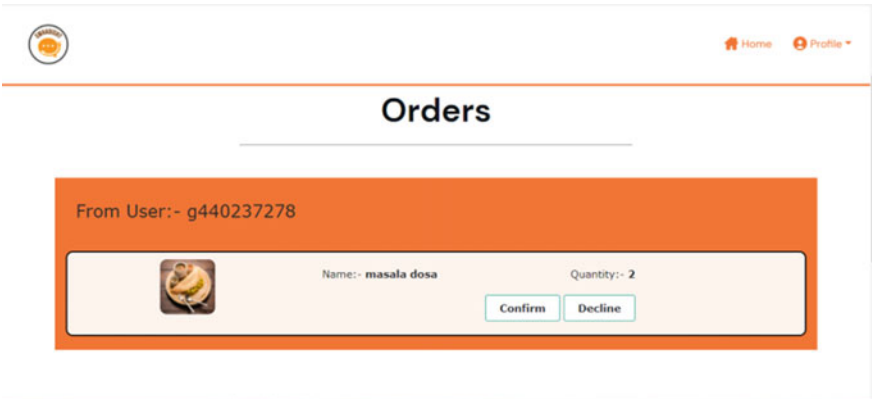 Home Profile
Orders
From User:- g440237278
Name:- masala dosa Quantity:- 2
Confirm Decline